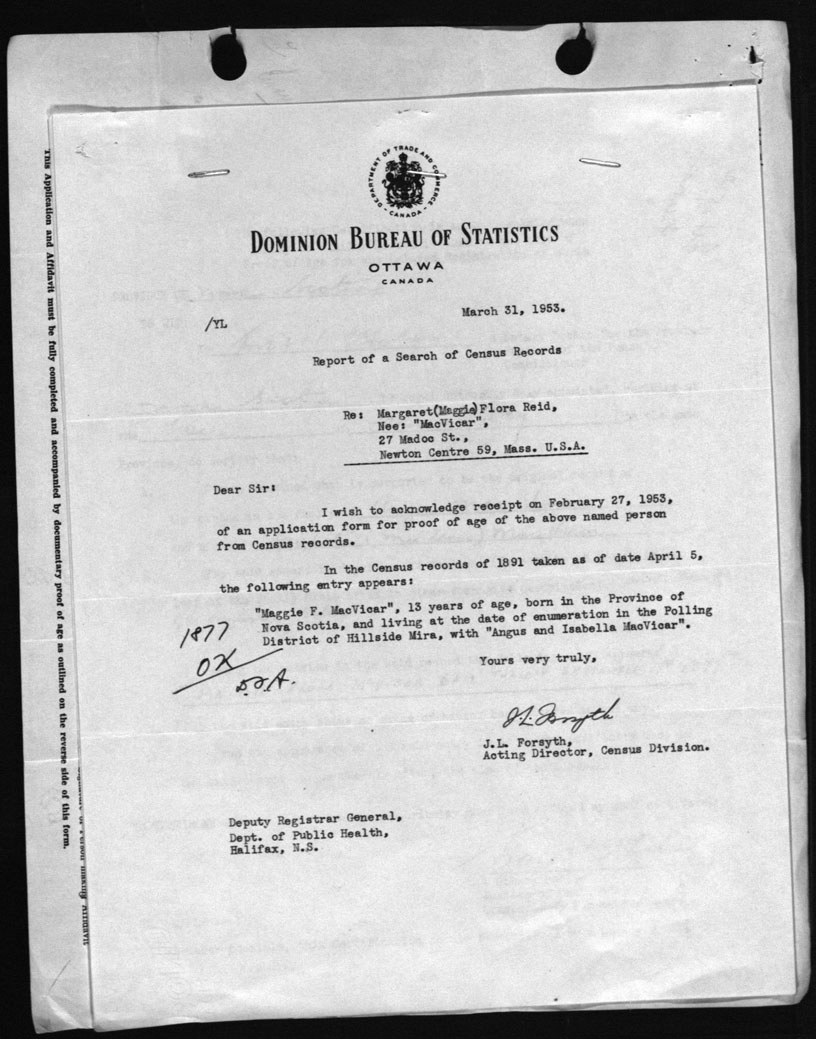 DEPARTMENT OF TRADE AND COMMERCE
- CANADA -
DOMINION BUREAU OF STATISTICS
OTTAWA
CANADA
March 31, 1953.
/YL
Report of a Search of Census Records
Re: Margaret(Maggie)Flora Reid,
Nee: "MacVicar",
27 Madoc St.,
Newton Centre 59, Mass. U.S.A.
Dear Sir:
I wish to acknowledge receipt on February 27, 1953,
of an application form for proof of age of the above named person
from Census records.
In the Census records of 1891 taken as of date April 5,
the following entry appears:
"Maggie F. MacVicar", 13 years of age, born in the Province of
Nova Scotia, and living at the date of enumeration in the Polling
District of Hillside Mira, with "Angus and Isabella MacVicar".
1877
OK
Yours very truly,
J.L. Forsyth
J.L. Forsyth,
Acting Director, Census Division.
Deputy Registrar General,
Dept. of Public Health,
Halifax, N.S.
This Application and Affidavit must be fully completed and accompanied by documentary proof of age as outlined on the reverse side of this form.